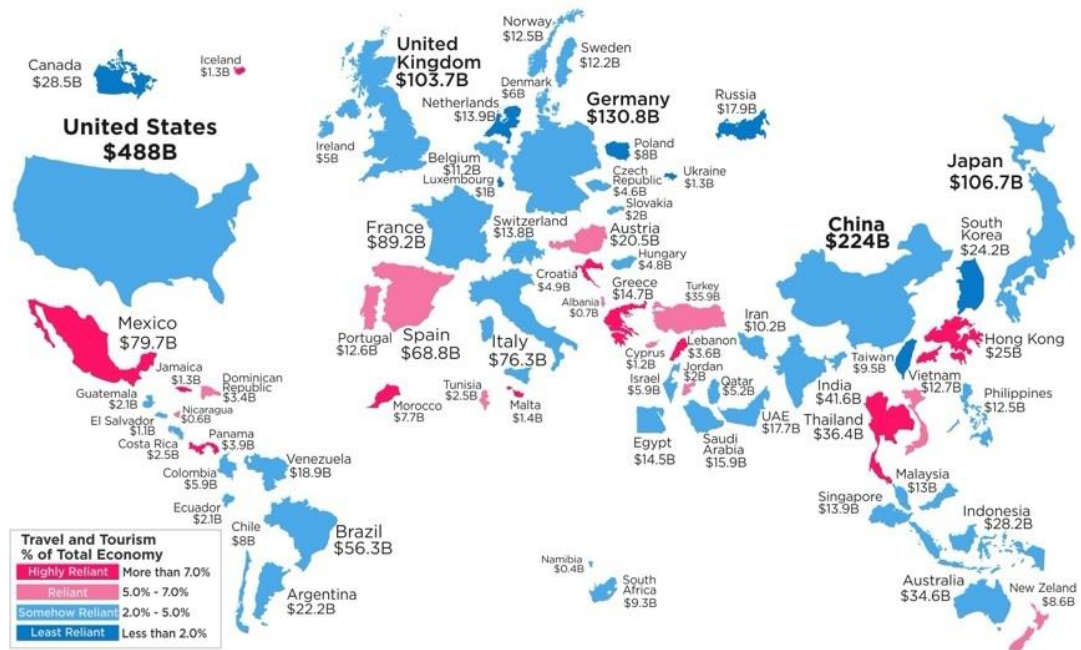 Canada
$28.5B
Iceland
$1.3B
United States
$488B
Mexico
$79.7B
Jamaica
$1.3B
Dominican
Republic
$3.4B
Guatemala
$2.1B
Nicaragua
$0.6B
El Salvador
$1.1B
Costa Rica
$2.5B
Panama
$3.9B
Colombia
$5.9B
Venezuela
$18.9B
Ecuador
$2.1B
Chile
$8B
Brazil
$56.3B
Argentina
$22.2B
Norway
$12.5B
Sweden
$12.2B
United
Kingdom
$103.7B
Denmark
$6B
Netherlands
$13.9B
Germany
$130.8B
Russia
$17.9B
Ireland
$5B
Belgium
$11.2B
Luxembourg
$1B
Poland
$8B
Czech
Republic
$4.6B
Ukraine
$1.3B
Slovakia
$2B
France
$89.2B
Switzerland
$13.8B
Austria
$20.5B
Hungary
$4.8B
Croatia
$4.9B
Albania
$0.7B
Greece
$14.7B
Turkey
$35.9B
Portugal
$12.6B
Spain
$68.8B
Italy
$76.3B
Cyprus
$1.2B
Lebanon
$3.6B
Morocco
$7.7B
Tunisia
$2.5B
Malta
$1.4B
Israel
$5.9B
Jordan
$2B
Qatar
$5.2B
Iran
$10.2B
Egypt
$14.5B
Saudi
Arabia
$15.9B
UAE
$17.7B
Namibia
$0.4B
South
Africa
$9.3B
China
$224B
Japan
$106.7B
South
Korea
$24.2B
Hong Kong
$25B
Taiwan
$9.5B
Vietnam
$12.7B
India
$41.6B
Thailand
$36.4B
Philippines
$12.5B
Malaysia
$13B
Singapore
$13.9B
Indonesia
$28.2B
Australia
$34.6B
New Zeland
$8.6B
Travel and Tourism
% of Total Economy
Highly Reliant More than 7.0%
Reliant 5.0% - 7.0%
Somehow Reliant 2.0% - 5.0%
Least Reliant Less than 2.0%